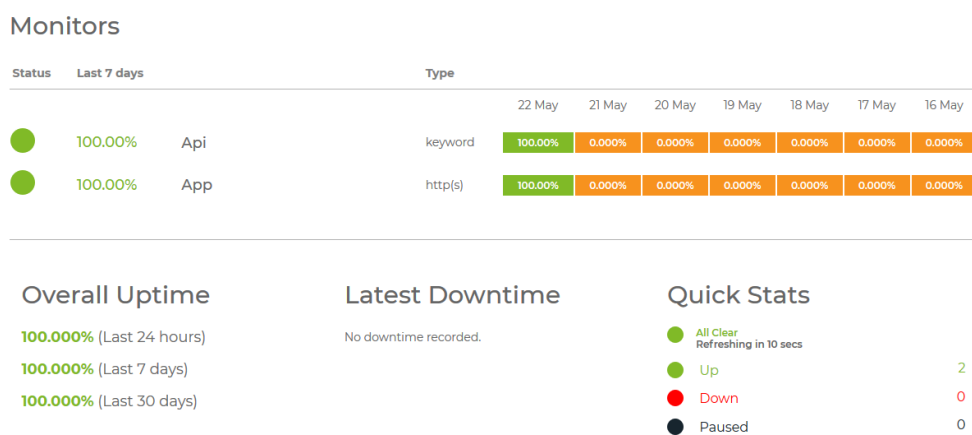 Monitors
Status Last 7 days Type
22 May 21 May 20 May 19 May 18 May 17 May 16 May
100.00% Api keyword 100.00% 0.000% 0.000% 0.000% 0.000% 0.000% 0.000%
100.00% App http(s) 100.00% 0.000% 0.000% 0.000% 0.000% 0.000% 0.000%
Overall Uptime
100.000% (Last 24 hours)
100.000% (Last 7 days)
100.000% (Last 30 days)
Latest Downtime
No downtime recorded.
Quick Stats
All Clear
Refreshing in 10 secs
Up 2
Down 0
Paused 0